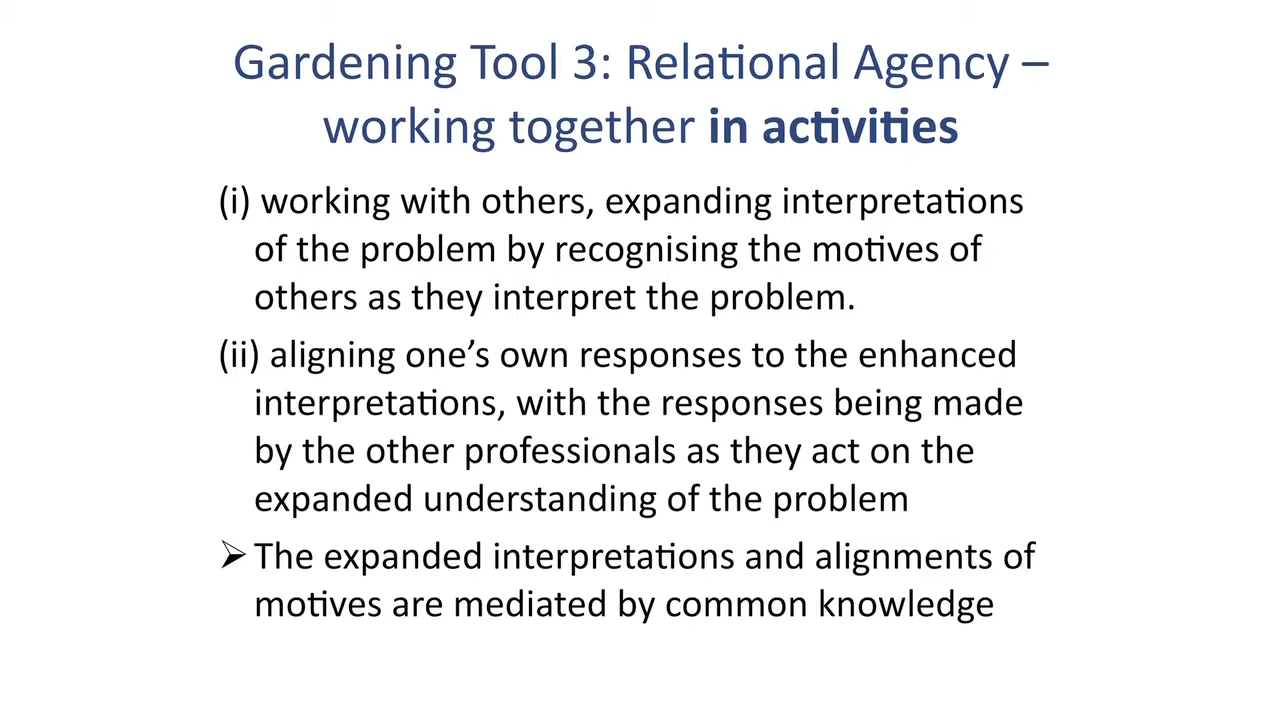 Gardening Tool 3: Relational Agency –
working together in activities
(i) working with others, expanding interpretations
of the problem by recognising the motives of
others as they interpret the problem.
(ii) aligning one’s own responses to the enhanced
interpretations, with the responses being made
by the other professionals as they act on the
expanded understanding of the problem
➢ The expanded interpretations and alignments of
motives are mediated by common knowledge